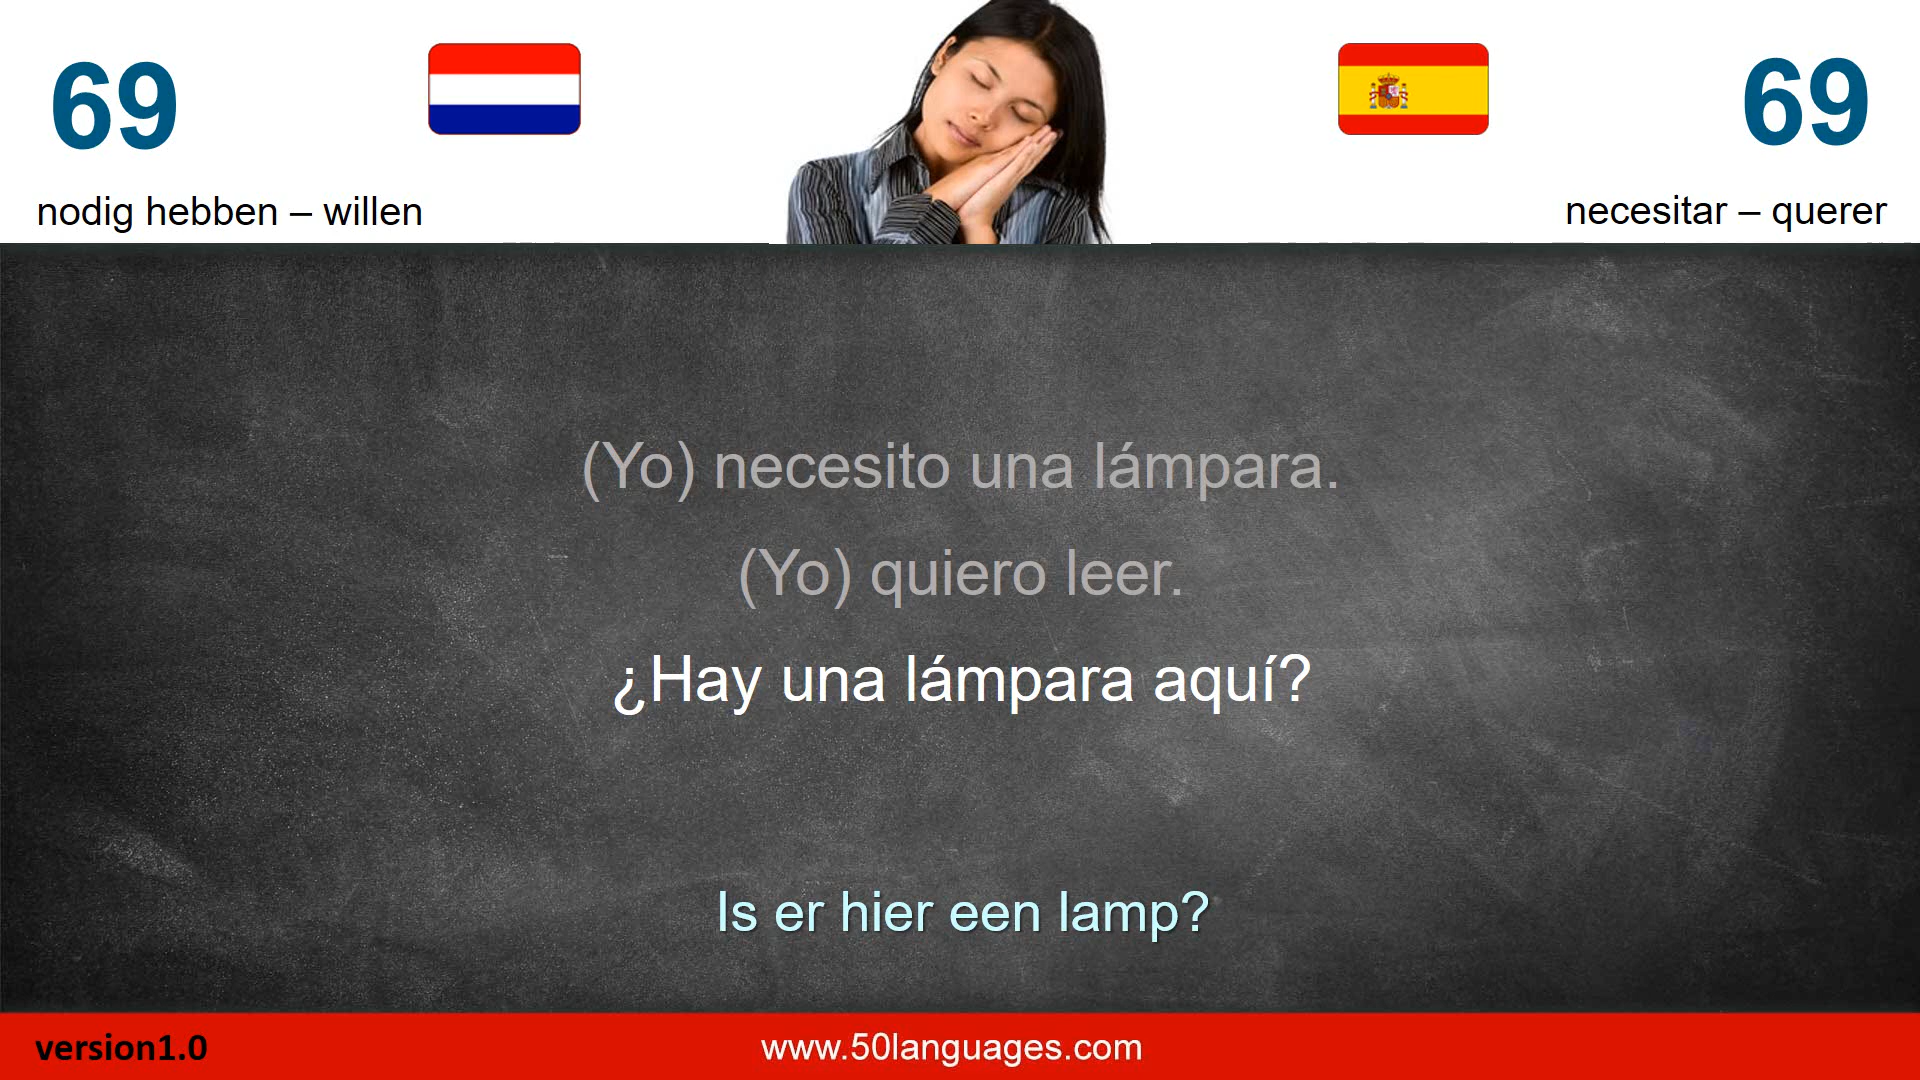 69
69
nodig hebben – willen
necesitar – querer
(Yo) necesito una lámpara.
(Yo) quiero leer.
¿Hay una lámpara aquí?
Is er hier een lamp?
version1.0
www.50languages.com